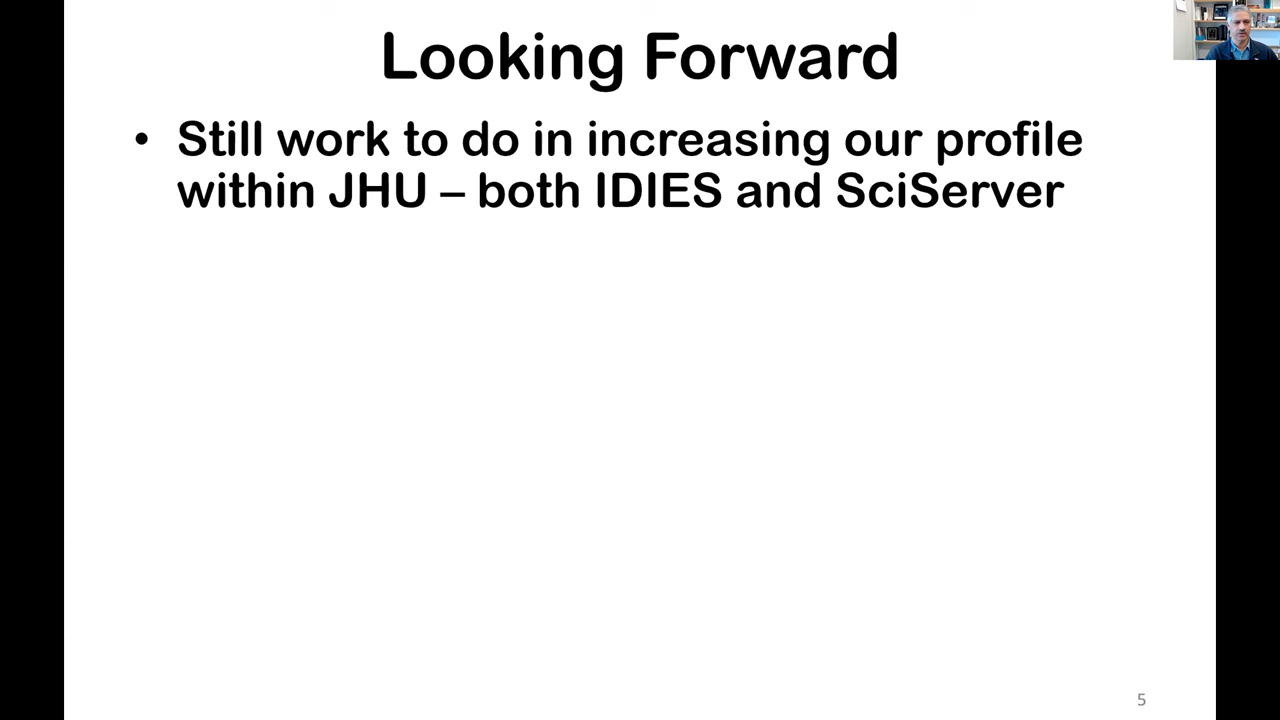 Looking Forward
• Still work to do in increasing our profile
within JHU – both IDIES and SciServer
5